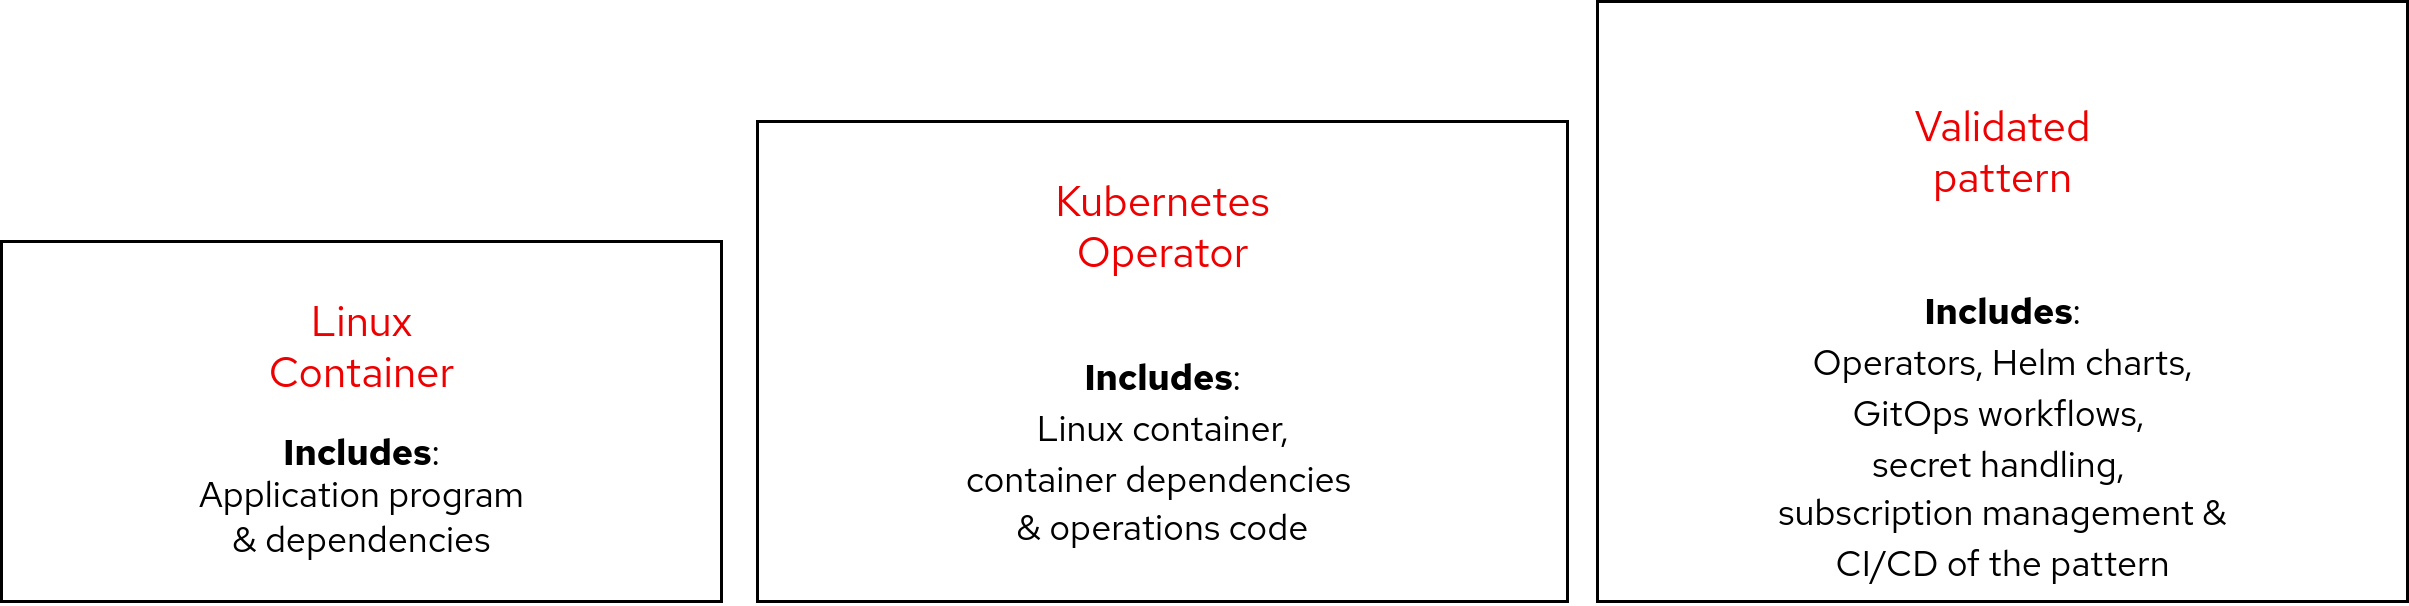 Linux
Container
Includes:
Application program
& dependencies
Kubernetes
Operator
Includes:
Linux container,
container dependencies
& operations code
Validated
pattern
Includes:
Operators, Helm charts,
GitOps workflows,
secret handling,
subscription management &
CI/CD of the pattern